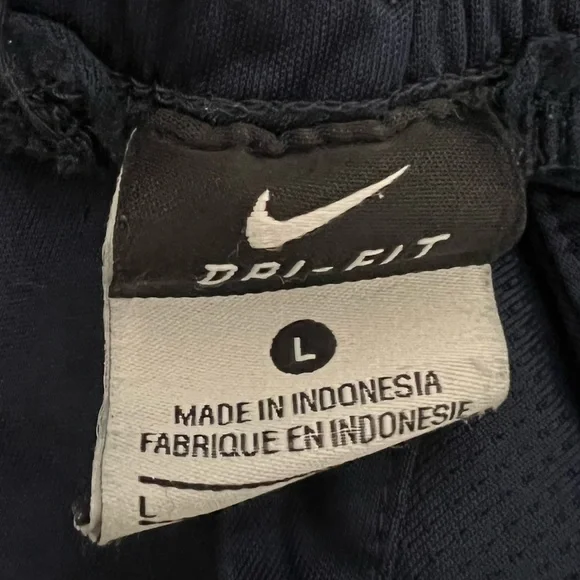 DRI-FIT
L
MADE IN INDONESIA
FABRIQUE EN INDONESIE
L